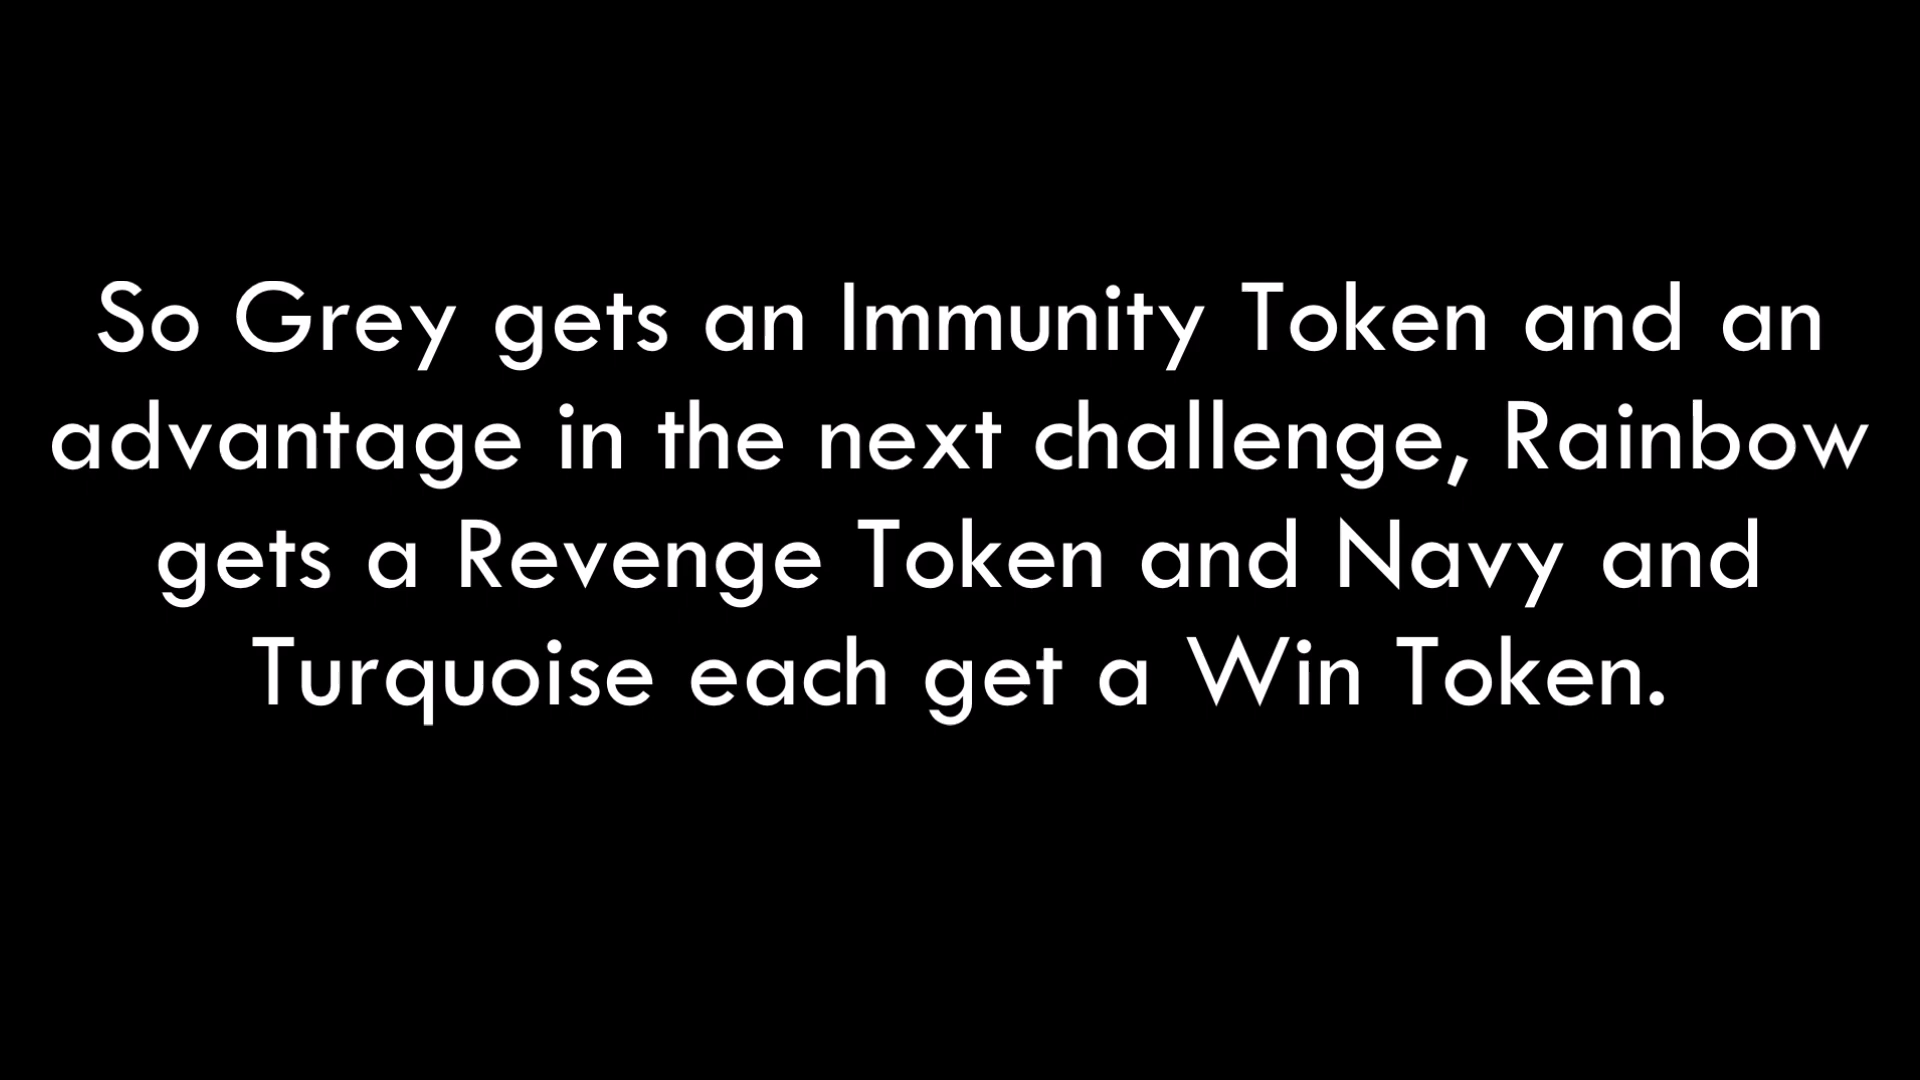 So Grey gets an Immunity Token and an
advantage in the next challenge, Rainbow
gets a Revenge Token and Navy and
Turquoise each get a Win Token.